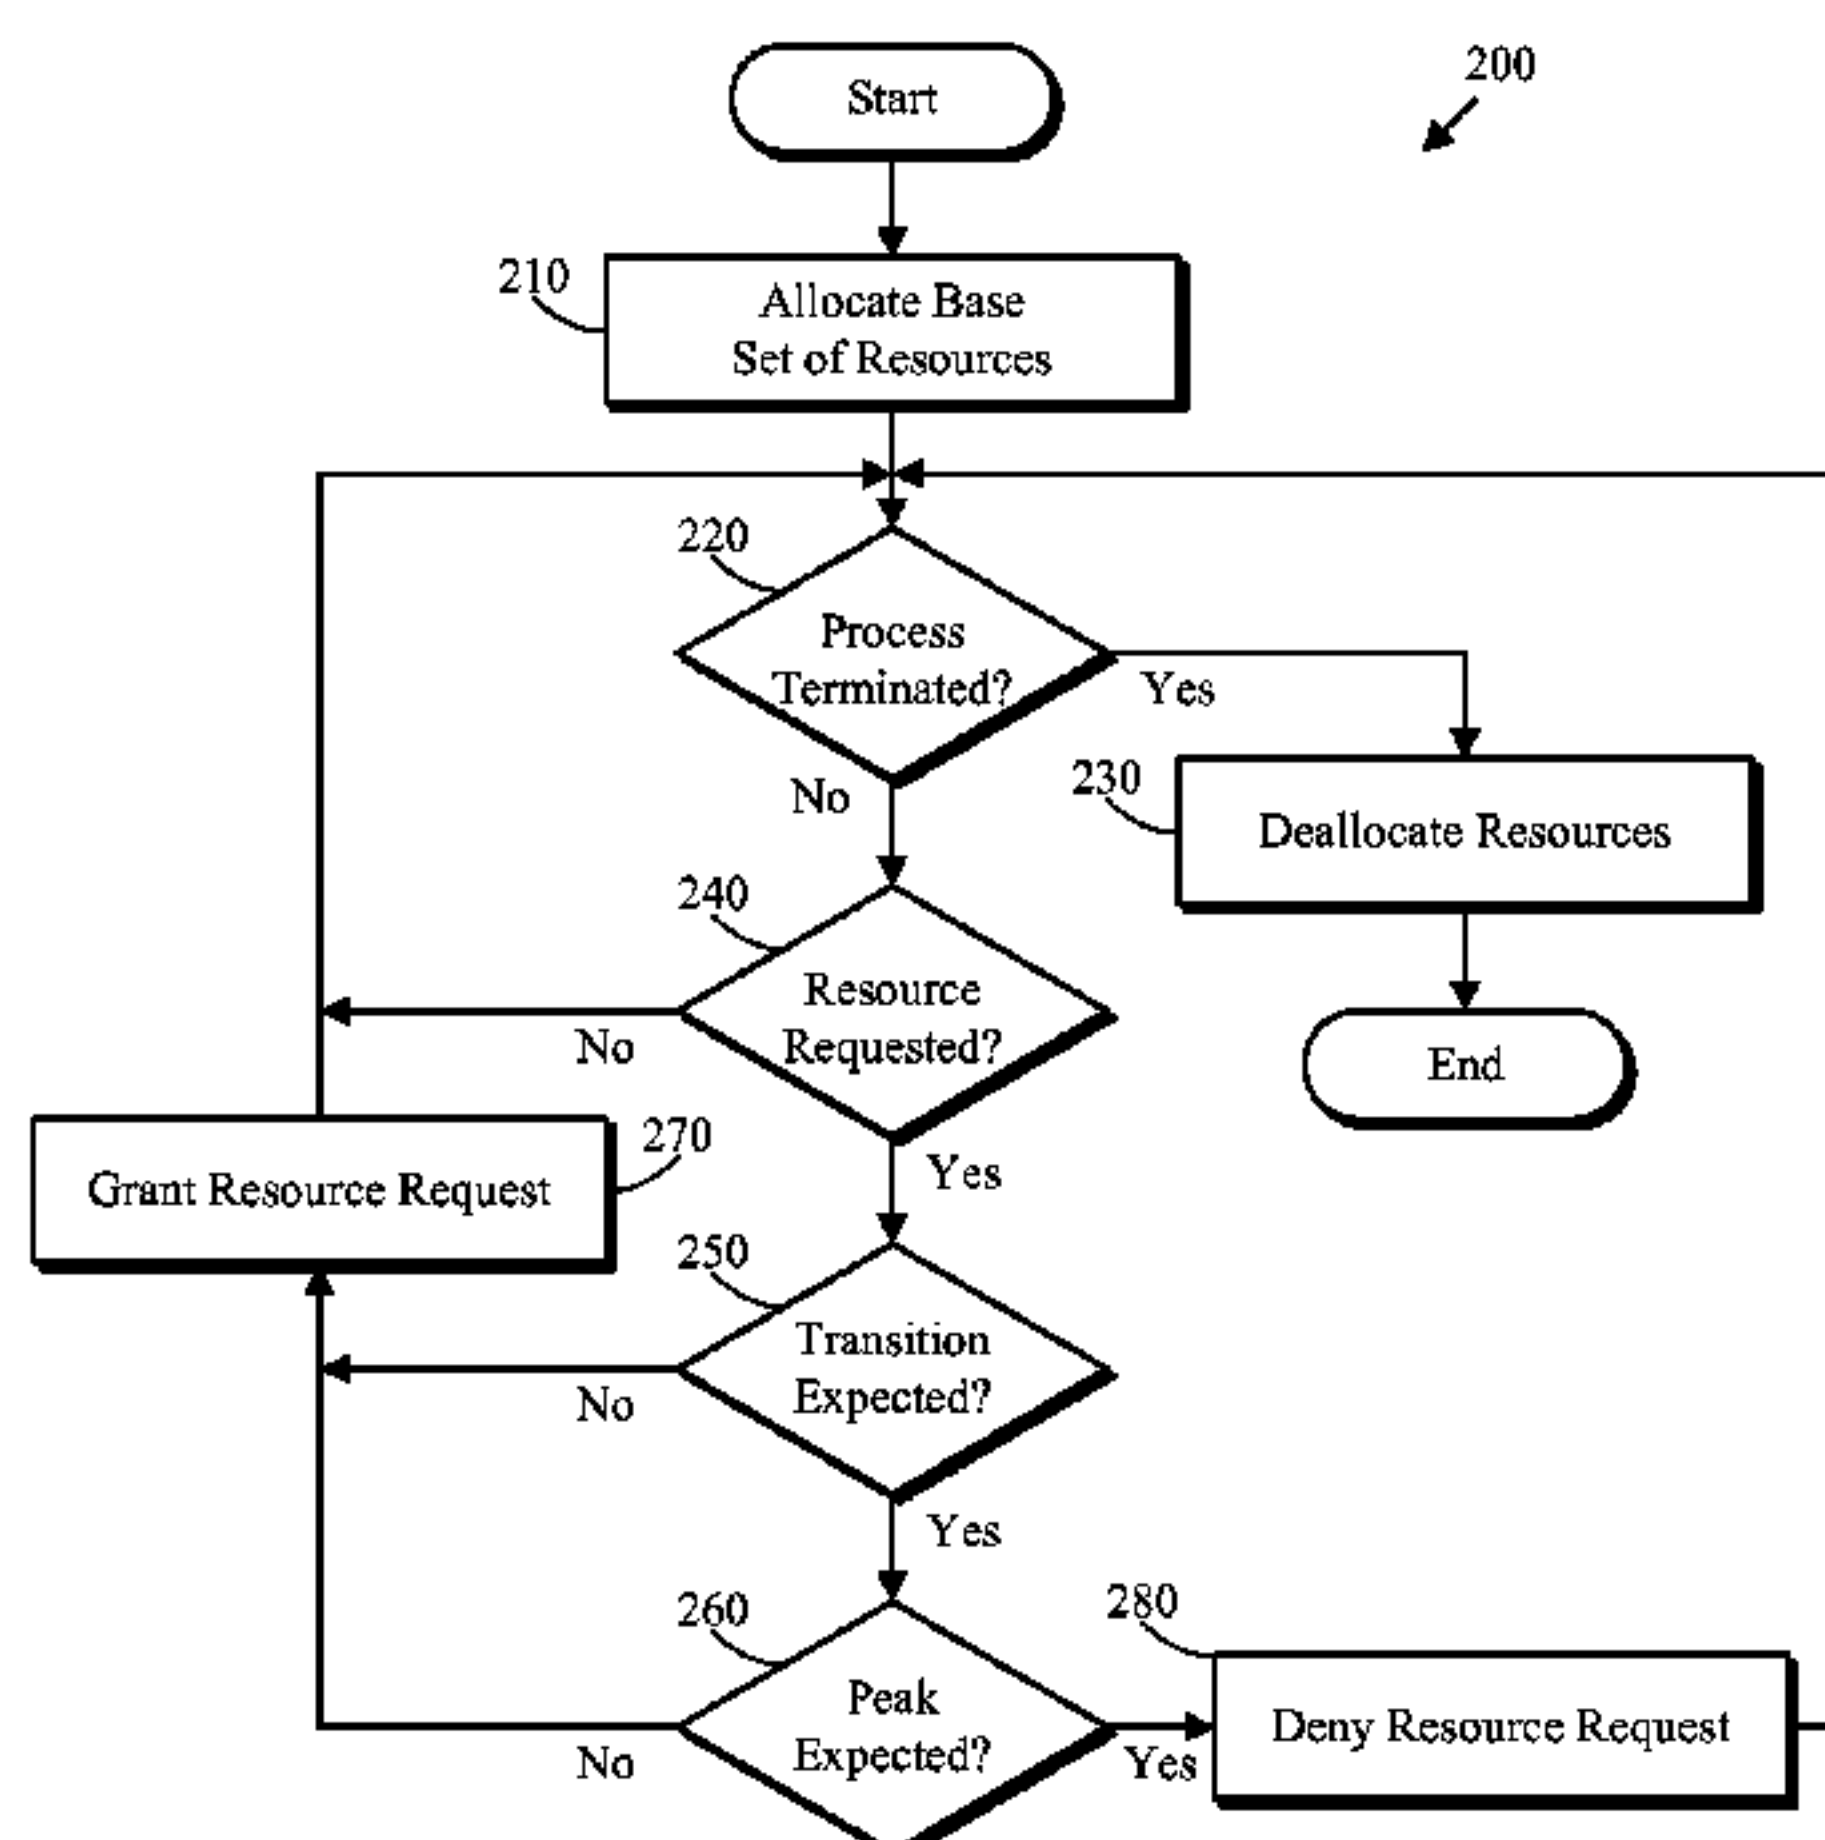 Start
200
210
Allocate Base
Set of Resources
220
Process
Terminated?
Yes
No
230
Deallocate Resources
240
Resource
Requested?
No
End
Yes
270
Grant Resource Request
250
Transition
Expected?
No
Yes
260
280
Peak
Expected?
No
Yes
Deny Resource Request